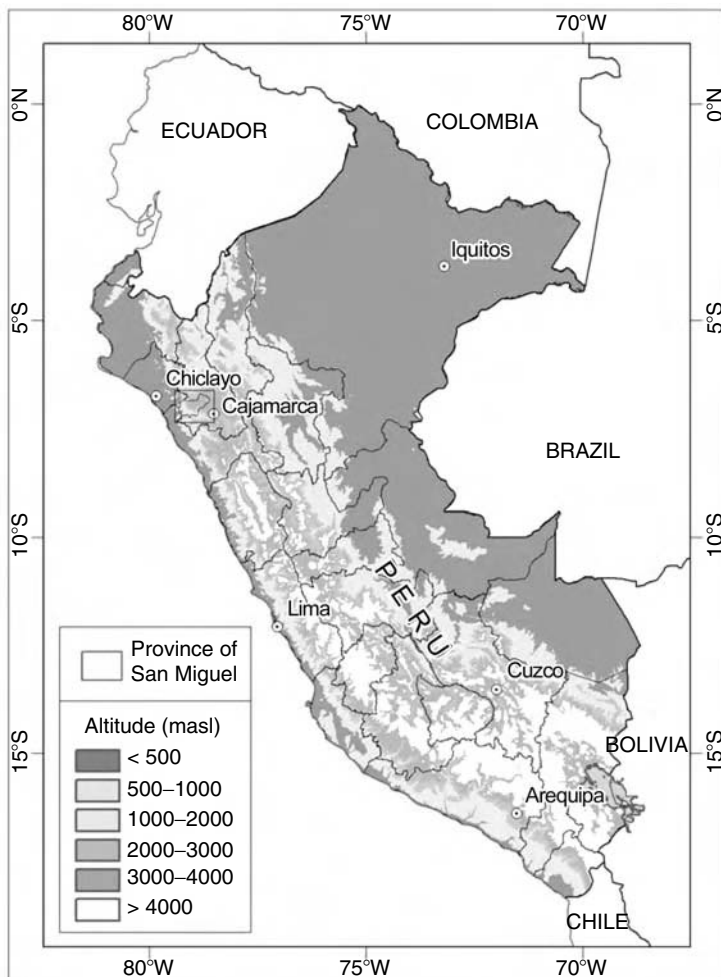 80°W 75°W 70°W
0°N 0°N
ECUADOR
COLOMBIA
Iquitos
5°S 5°S
Chiclayo
Cajamarca
BRAZIL
10°S 10°S
PERU
Lima
Province of
San Miguel
Cuzco
Altitude (masl)
< 500
500–1000
1000–2000
2000–3000
3000–4000
> 4000
BOLIVIA
15°S 15°S
Arequipa
CHILE
80°W 75°W 70°W